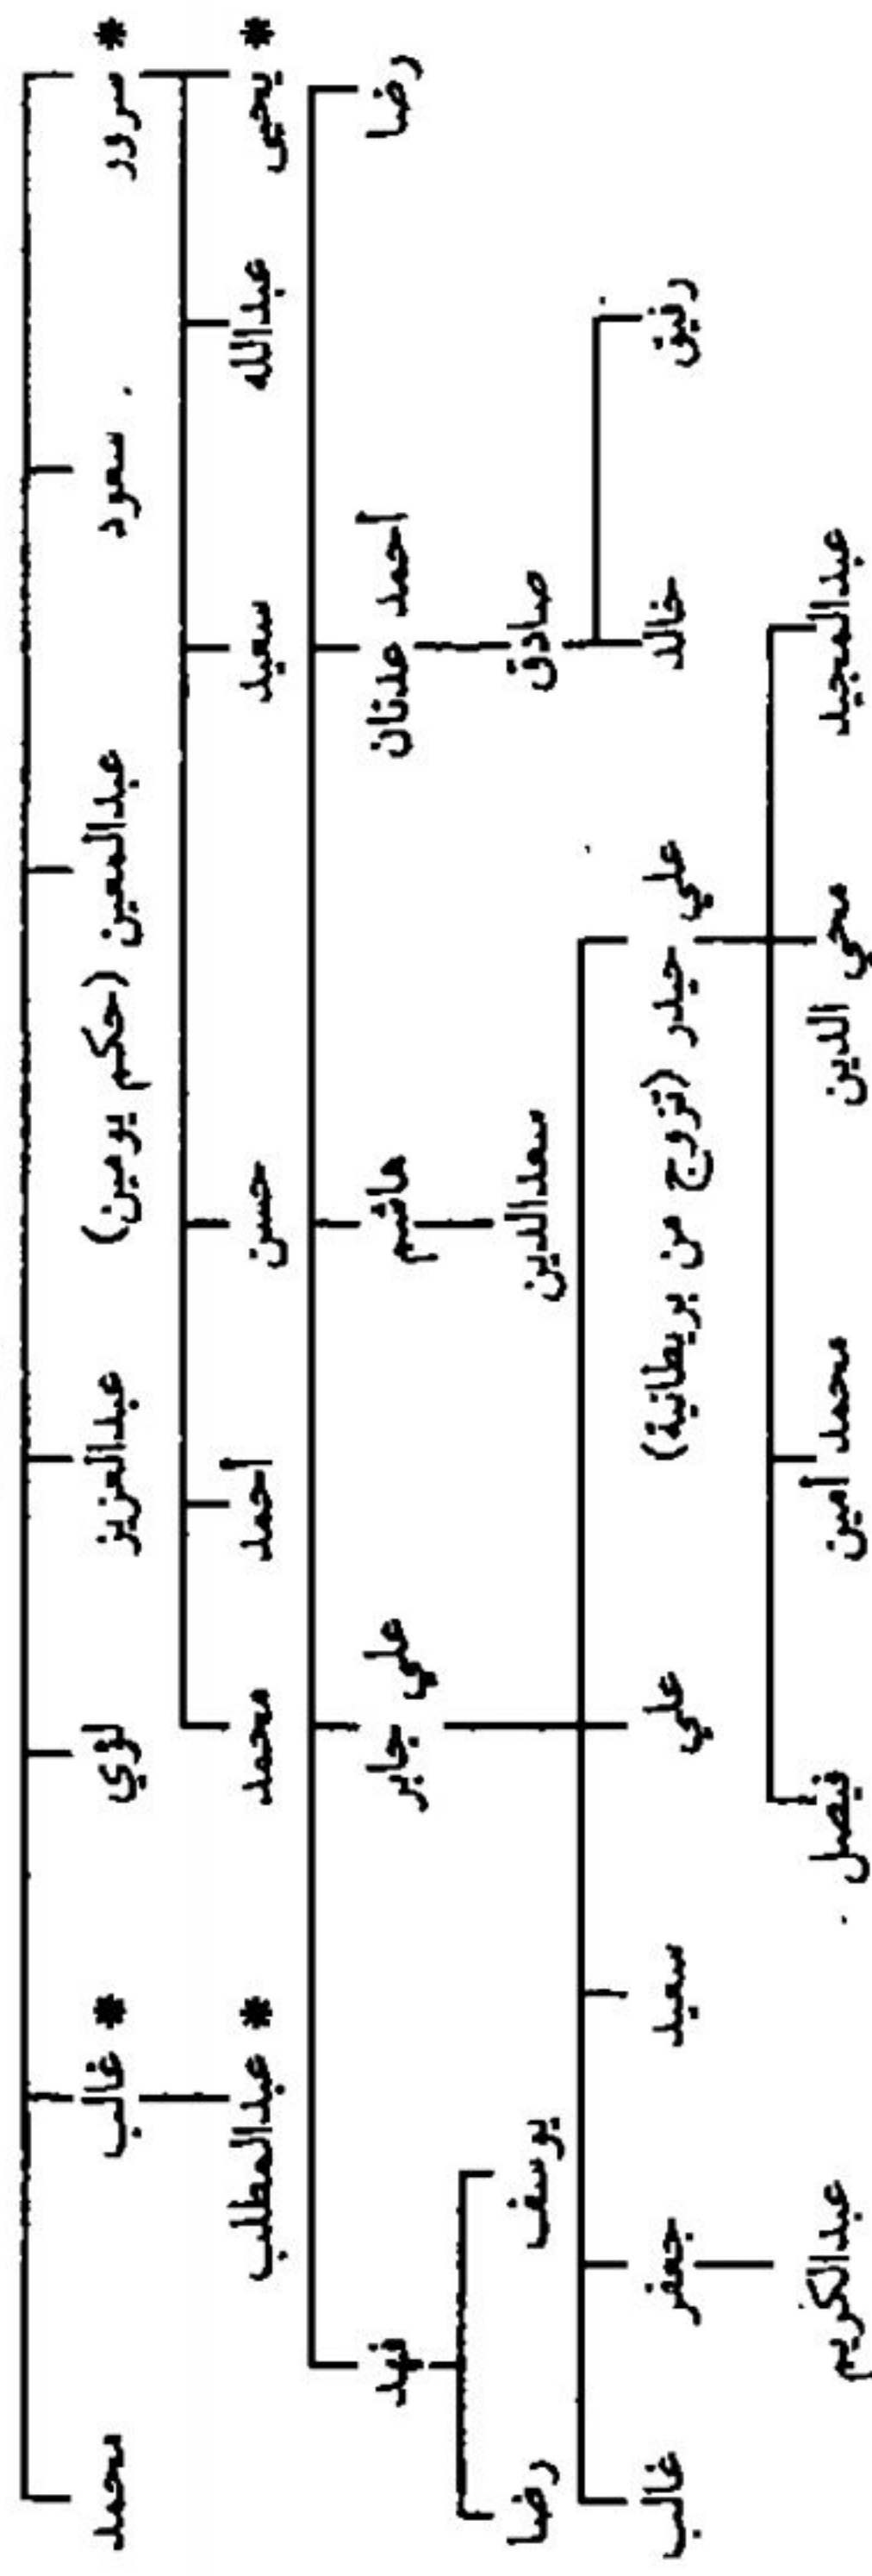 * سرور سعود عبدالمعين (حكم يومين) عبدالعزيز لؤي غالب * محمد
* يحيى عبدالله سعيد حسن أحمد محمد عبدالمطلب *
رضا أحمد عدنان هاشم علي جابر فهد
صادق سعدالدين يوسف رضا
رفيق خالد علي حيدر (تزوج من بريطانية) علي سعيد جعفر غالب
عبدالمجيد محي الدين محمد أمين فيصل عبدالكريم